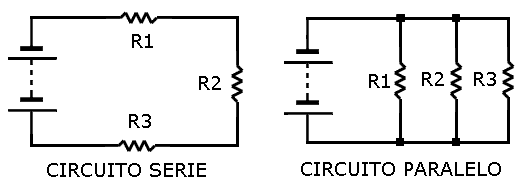 R1
R2
R3
CIRCUITO SERIE
R1
R2
R3
CIRCUITO PARALELO